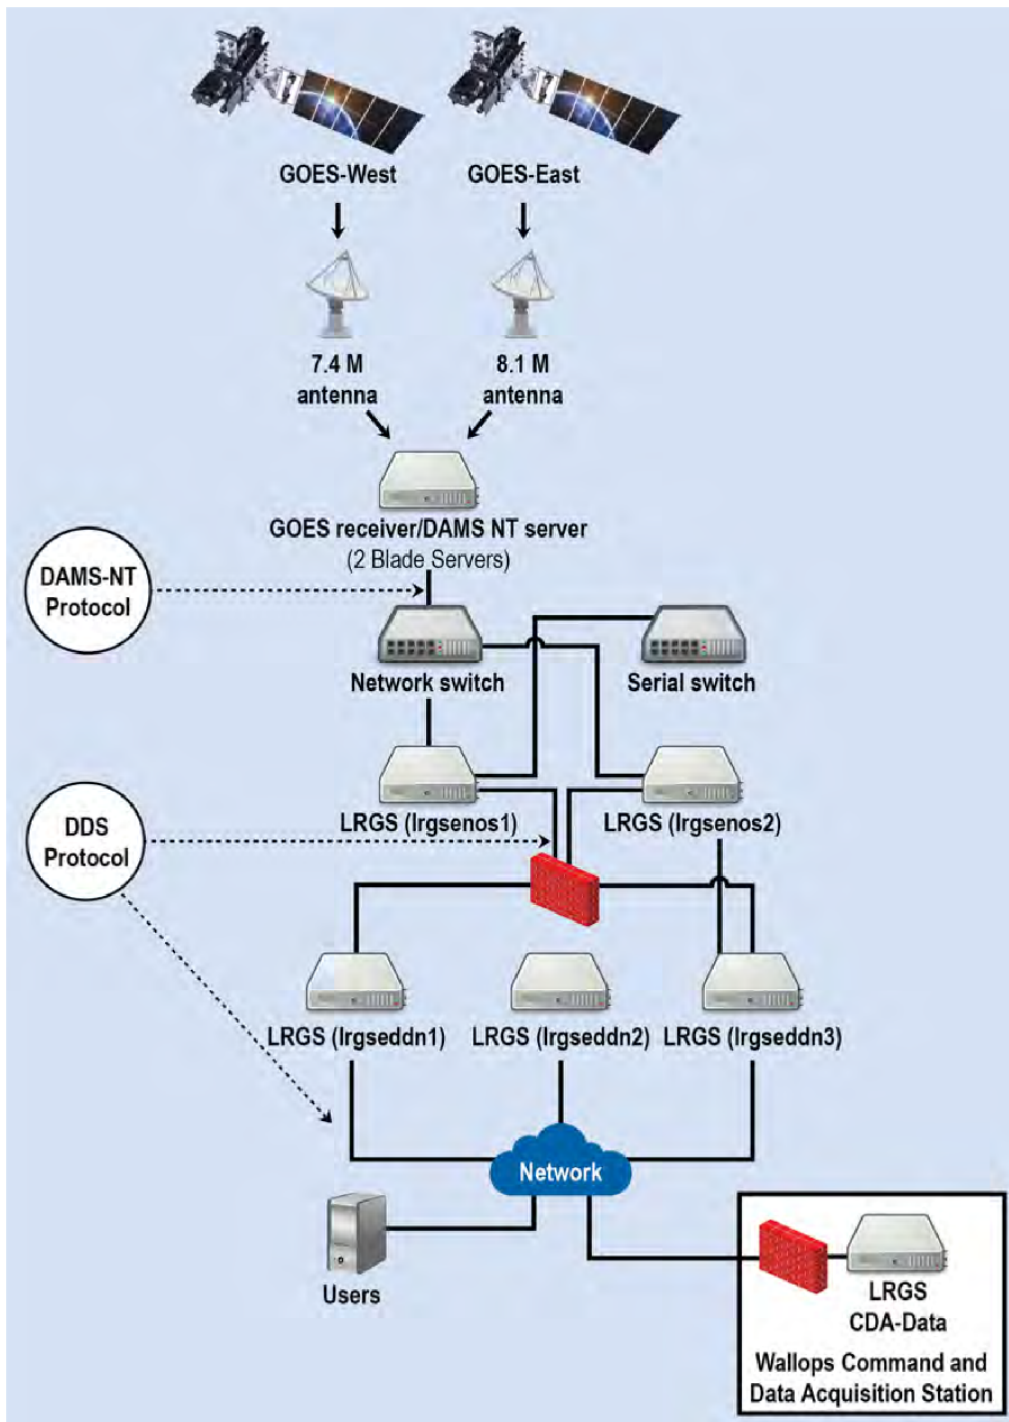 GOES-West
GOES-East
7.4 M
antenna
8.1 M
antenna
GOES receiver/DAMS NT server
(2 Blade Servers)
DAMS-NT
Protocol
Network switch
Serial switch
LRGS (lrgsenos1)
LRGS (lrgsenos2)
DDS
Protocol
LRGS (lrgseddn1)
LRGS (lrgseddn2)
LRGS (lrgseddn3)
Network
Users
LRGS
CDA-Data
Wallops Command and
Data Acquisition Station